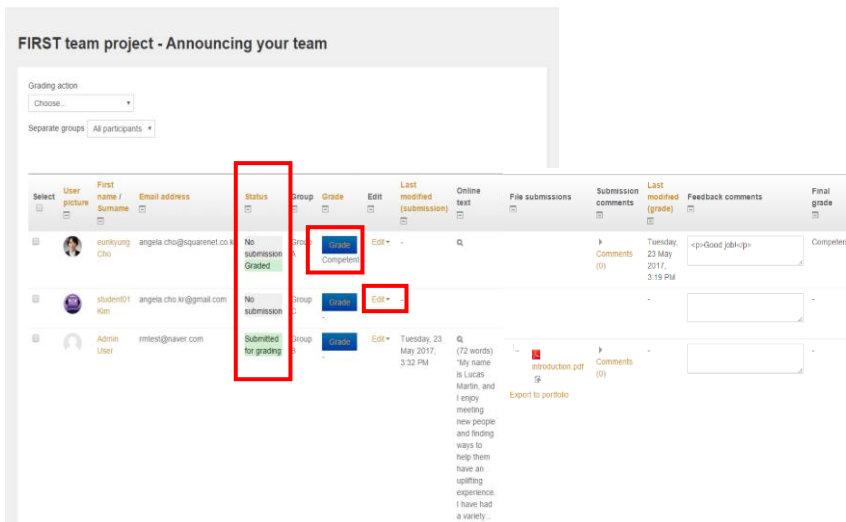 FIRST team project - Announcing your team
Grading action
Choose...
Separate groups All participants
Select User picture First name / Surname Email address Status Group Grade Edit Last modified (submission) Online text File submissions Submission comments Last modified (grade) Feedback comments Final grade
eunkyung Cho angela.cho@squarenet.co.k No submission Graded Group A Grade Competent Edit - Comments (0) Tuesday, 23 May 2017, 3:19 PM <p>Good job!</p> Competen
student01 Kim angela.cho.kr@gmail.com No submission Group C Grade - Edit - - -
Admin User rmtest@naver.com Submitted for grading Group B Grade - Edit Tuesday, 23 May 2017, 3:32 PM (72 words) - introduction.pdf Comments (0) - -
"My name
is Lucas
Martin, and
I enjoy
meeting
new people
and finding
ways to
help them
have an
uplifting
experience.
I have had
a variety...
Export to portfolio